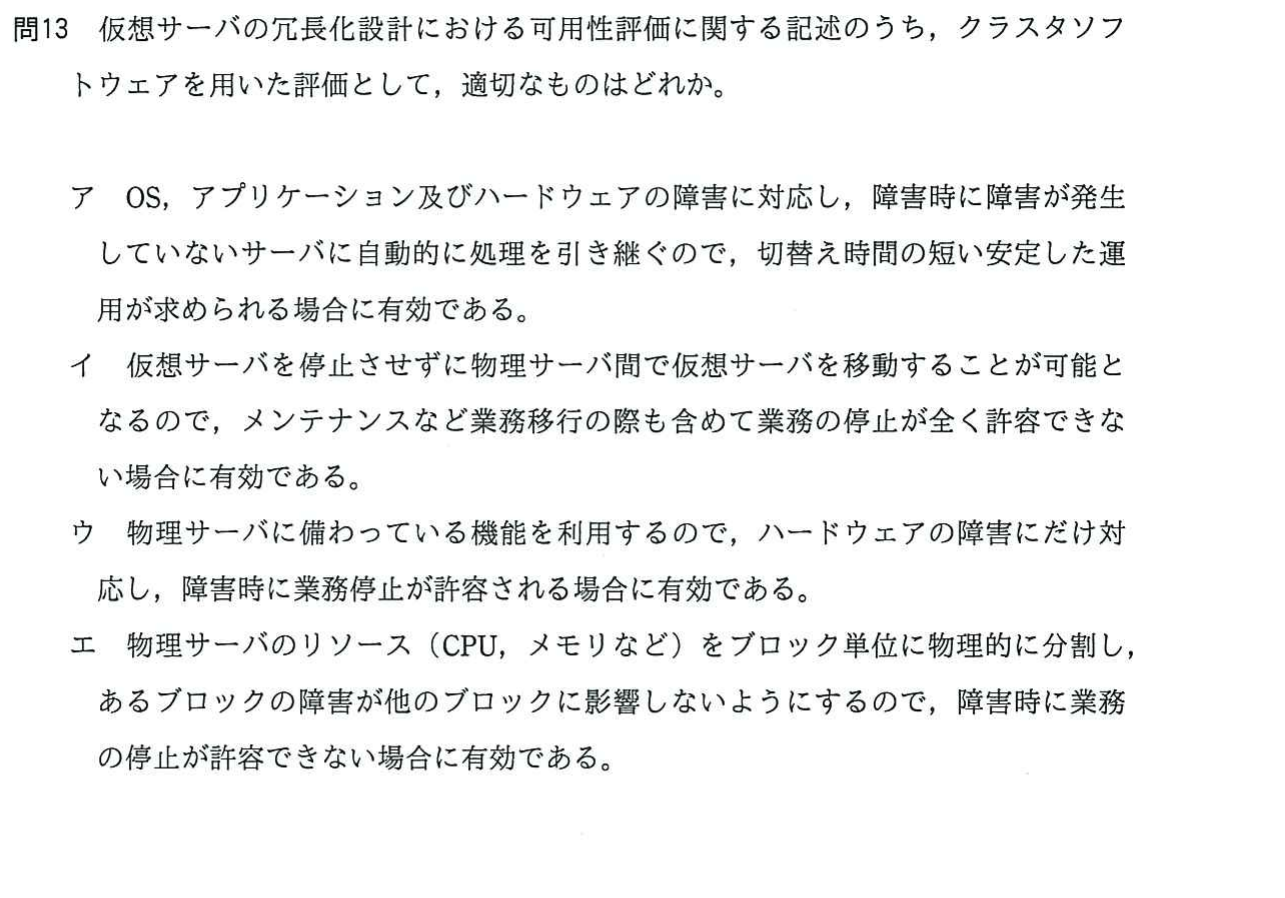 問13 仮想サーバの冗長化設計における可用性評価に関する記述のうち，クラスタソフ
トウェアを用いた評価として，適切なものはどれか。
ア OS，アプリケーション及びハードウェアの障害に対応し，障害時に障害が発生
していないサーバに自動的に処理を引き継ぐので，切替え時間の短い安定した運
用が求められる場合に有効である。
イ 仮想サーバを停止させずに物理サーバ間で仮想サーバを移動することが可能と
なるので，メンテナンスなど業務移行の際も含めて業務の停止が全く許容できな
い場合に有効である。
ウ 物理サーバに備わっている機能を利用するので，ハードウェアの障害にだけ対
応し，障害時に業務停止が許容される場合に有効である。
エ 物理サーバのリソース（CPU，メモリなど）をブロック単位に物理的に分割し，
あるブロックの障害が他のブロックに影響しないようにするので，障害時に業務
の停止が許容できない場合に有効である。